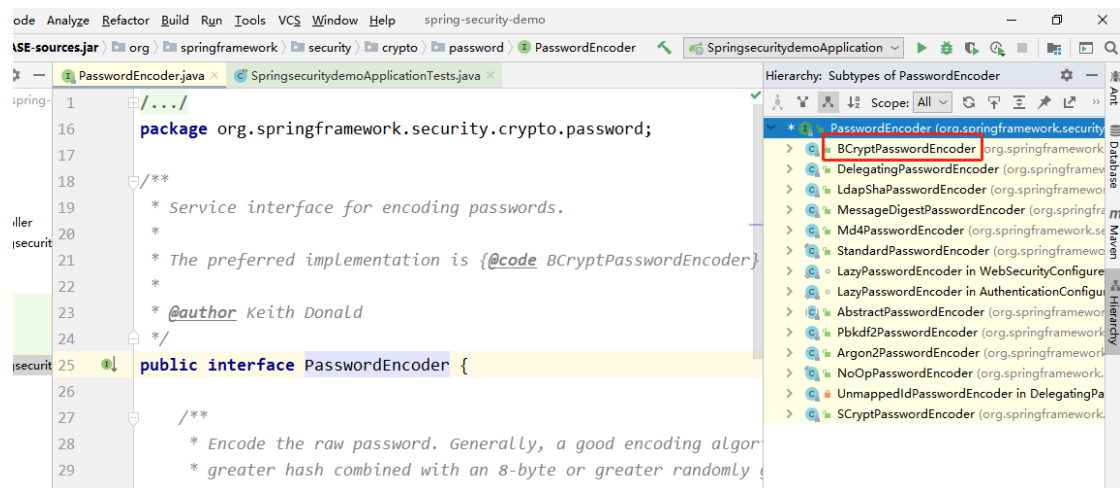 ode Analyze Refactor Build Run Tools VCS Window Help spring-security-demo
ASE-sources.jar org springframework security crypto password PasswordEncoder SpringsecuritydemoApplication
PasswordEncoder.java SpringsecuritydemoApplicationTests.java
spring-
ller
gsecurit
gsecurit
1 /.../
16 package org.springframework.security.crypto.password;
17
18 /**
19 * Service interface for encoding passwords.
20 *
21 * The preferred implementation is {@code BCryptPasswordEncoder}
22 *
23 * @author Keith Donald
24 */
25 public interface PasswordEncoder {
26
27 /**
28 * Encode the raw password. Generally, a good encoding algor
29 * greater hash combined with an 8-byte or greater randomly g
Hierarchy: Subtypes of PasswordEncoder
Scope: All
* PasswordEncoder (org.springframework.security
BCryptPasswordEncoder (org.springframework.
DelegatingPasswordEncoder (org.springframew
LdapShaPasswordEncoder (org.springframewor
MessageDigestPasswordEncoder (org.springfra
Md4PasswordEncoder (org.springframework.se
StandardPasswordEncoder (org.springframewo
LazyPasswordEncoder in WebSecurityConfigure
LazyPasswordEncoder in AuthenticationConfigu
AbstractPasswordEncoder (org.springframewor
Pbkdf2PasswordEncoder (org.springframework.
Argon2PasswordEncoder (org.springframework
NoOpPasswordEncoder (org.springframework.
UnmappedIdPasswordEncoder in DelegatingPa
SCryptPasswordEncoder (org.springframework.
Ant
Database
Maven
Hierarchy